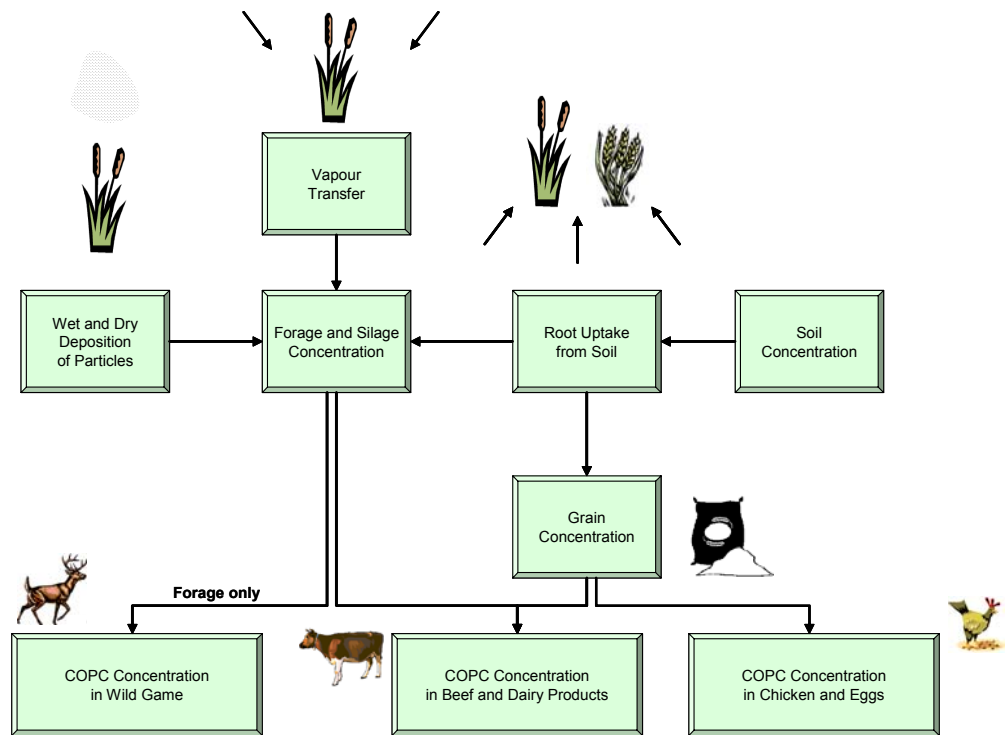 Vapour
Transfer
Wet and Dry
Deposition
of Particles
Forage and Silage
Concentration
Root Uptake
from Soil
Soil
Concentration
Grain
Concentration
Forage only
COPC Concentration
in Wild Game
COPC Concentration
in Beef and Dairy Products
COPC Concentration
in Chicken and Eggs